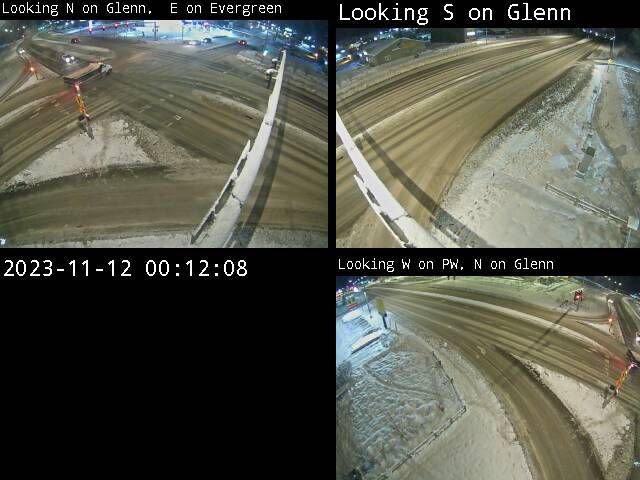 Looking N on Glenn, E on Evergreen
Looking S on Glenn
2023-11-12 00:12:08
Looking W on PW, N on Glenn